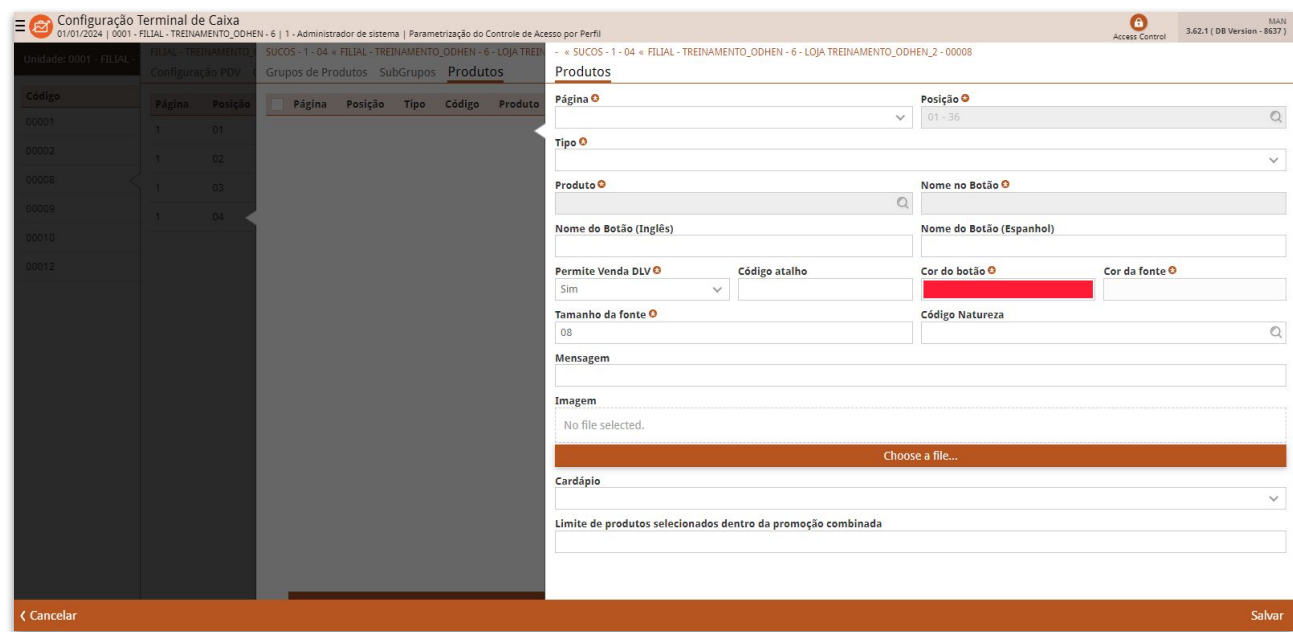 Configuração Terminal de Caixa
01/01/2024 | 0001 - FILIAL - TREINAMENTO_ODHEN - 6 | 1 - Administrador de sistema | Parametrização do Controle de Acesso por Perfil
Access Control
MAN
3.62.1 ( DB Version - 8637 )
Unidade: 0001 - FILIAL -
Código
00001
00002
00008
00009
00010
00012
FILIAL - TREINAMENTO_
Configuração PDV
Página Posição
1 01
1 02
1 03
1 04
SUCOS - 1 - 04 « FILIAL - TREINAMENTO_ODHEN - 6 - LOJA TREIN
Grupos de Produtos SubGrupos Produtos
Página Posição Tipo Código Produto
- « SUCOS - 1 - 04 « FILIAL - TREINAMENTO_ODHEN - 6 - LOJA TREINAMENTO_ODHEN_2 - 00008
Produtos
Página Posição
01 - 36
Tipo
Produto Nome no Botão
Nome do Botão (Inglês) Nome do Botão (Espanhol)
Permite Venda DLV Código atalho Cor do botão Cor da fonte
Sim
Tamanho da fonte Código Natureza
08
Mensagem
Imagem
No file selected.
Choose a file...
Cardápio
Limite de produtos selecionados dentro da promoção combinada
Cancelar Salvar